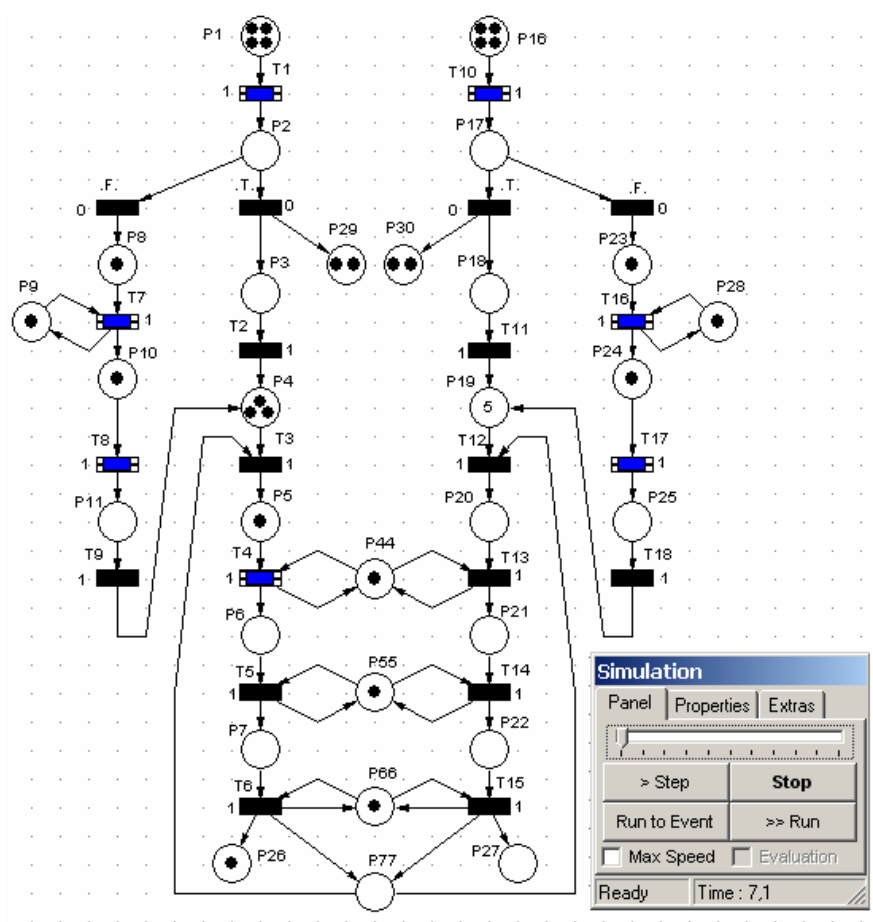 P1 P16
T1 T10
1 1
P2 P17
.F. .T. .T. .F.
0 0 0 0
P8 P29 P30 P23
P9 P3 P18 P28
T7 T16
1 1
T2 T11
P10 1 1 P24
P4 P19
5
T8 T3 T12 T17
1 1 1 1
P11 P5 P20 P25
T9 T4 P44 T13 T18
1 1 1 1
P6 P21
T5 P55 T14
1 1
P7 P22
T6 P66 T15
1 1
P26 P77 P27
Simulation
Panel Properties Extras
> Step Stop
Run to Event >> Run
Max Speed Evaluation
Ready Time : 7,1